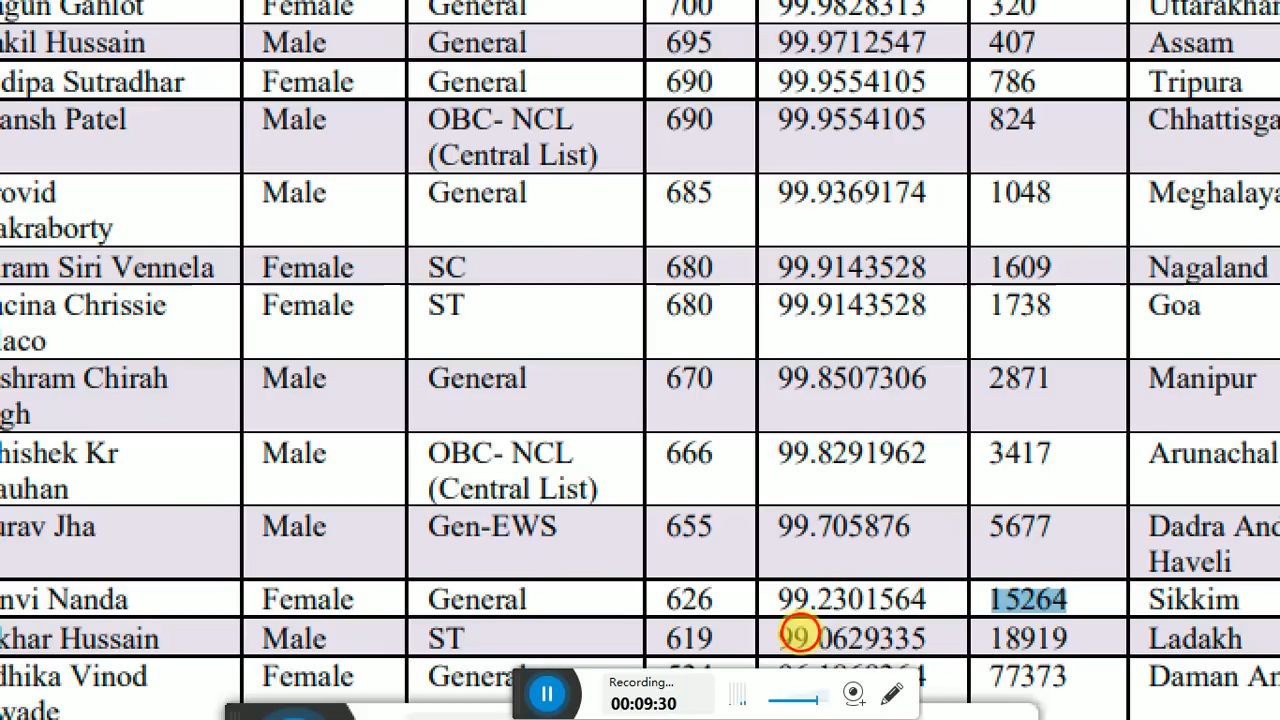 agun Gahlot Female General 700 99.9828313 320 Uttarakhan
kil Hussain Male General 695 99.9712547 407 Assam
dipa Sutradhar Female General 690 99.9554105 786 Tripura
ansh Patel Male OBC- NCL 690 99.9554105 824 Chhattisga
(Central List)
rovid Male General 685 99.9369174 1048 Meghalaya
akraborty
ram Siri Vennela Female SC 680 99.9143528 1609 Nagaland
cina Chrissie Female ST 680 99.9143528 1738 Goa
laco
shram Chirah Male General 670 99.8507306 2871 Manipur
gh
hishek Kr Male OBC- NCL 666 99.8291962 3417 Arunachal
auhan (Central List)
urav Jha Male Gen-EWS 655 99.705876 5677 Dadra And
Haveli
nvi Nanda Female General 626 99.2301564 15264 Sikkim
khar Hussain Male ST 619 99.0629335 18919 Ladakh
dhika Vinod Female Genera 77373 Daman An
wade
Recording...
00:09:30